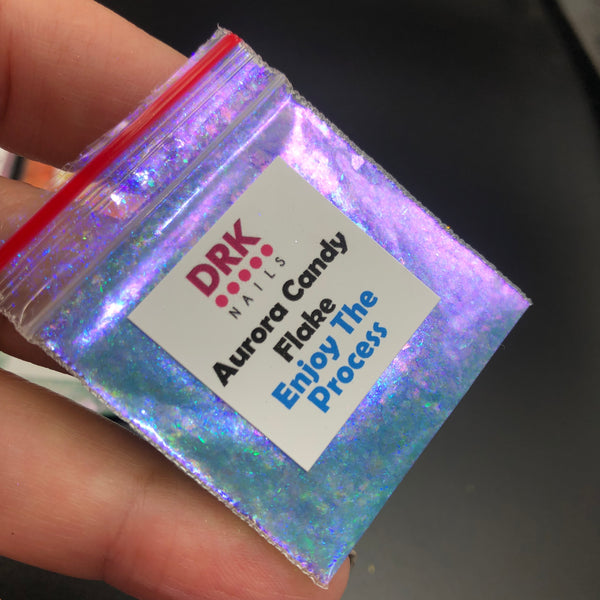 DRK
NAILS
Aurora Candy
Flake
Enjoy The
Process